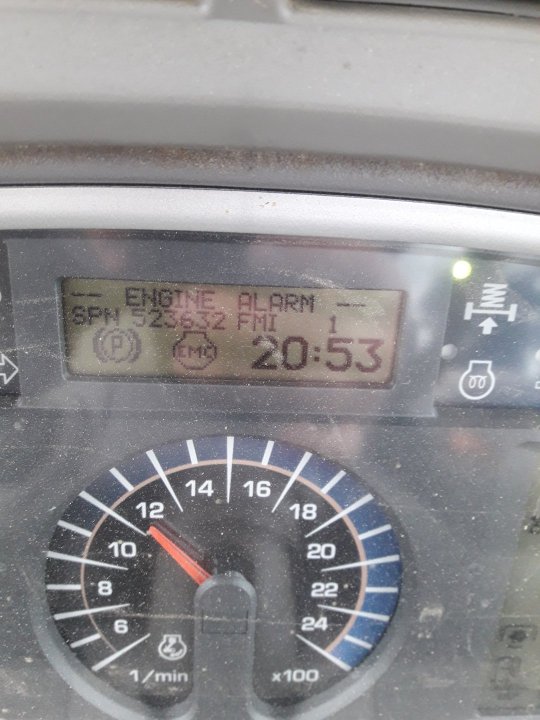 -- ENGINE ALARM --
SPN 523632 FMI 1
(P) EMC 20:53
14 16
12 18
10 20
8 22
6 24
1/min x100